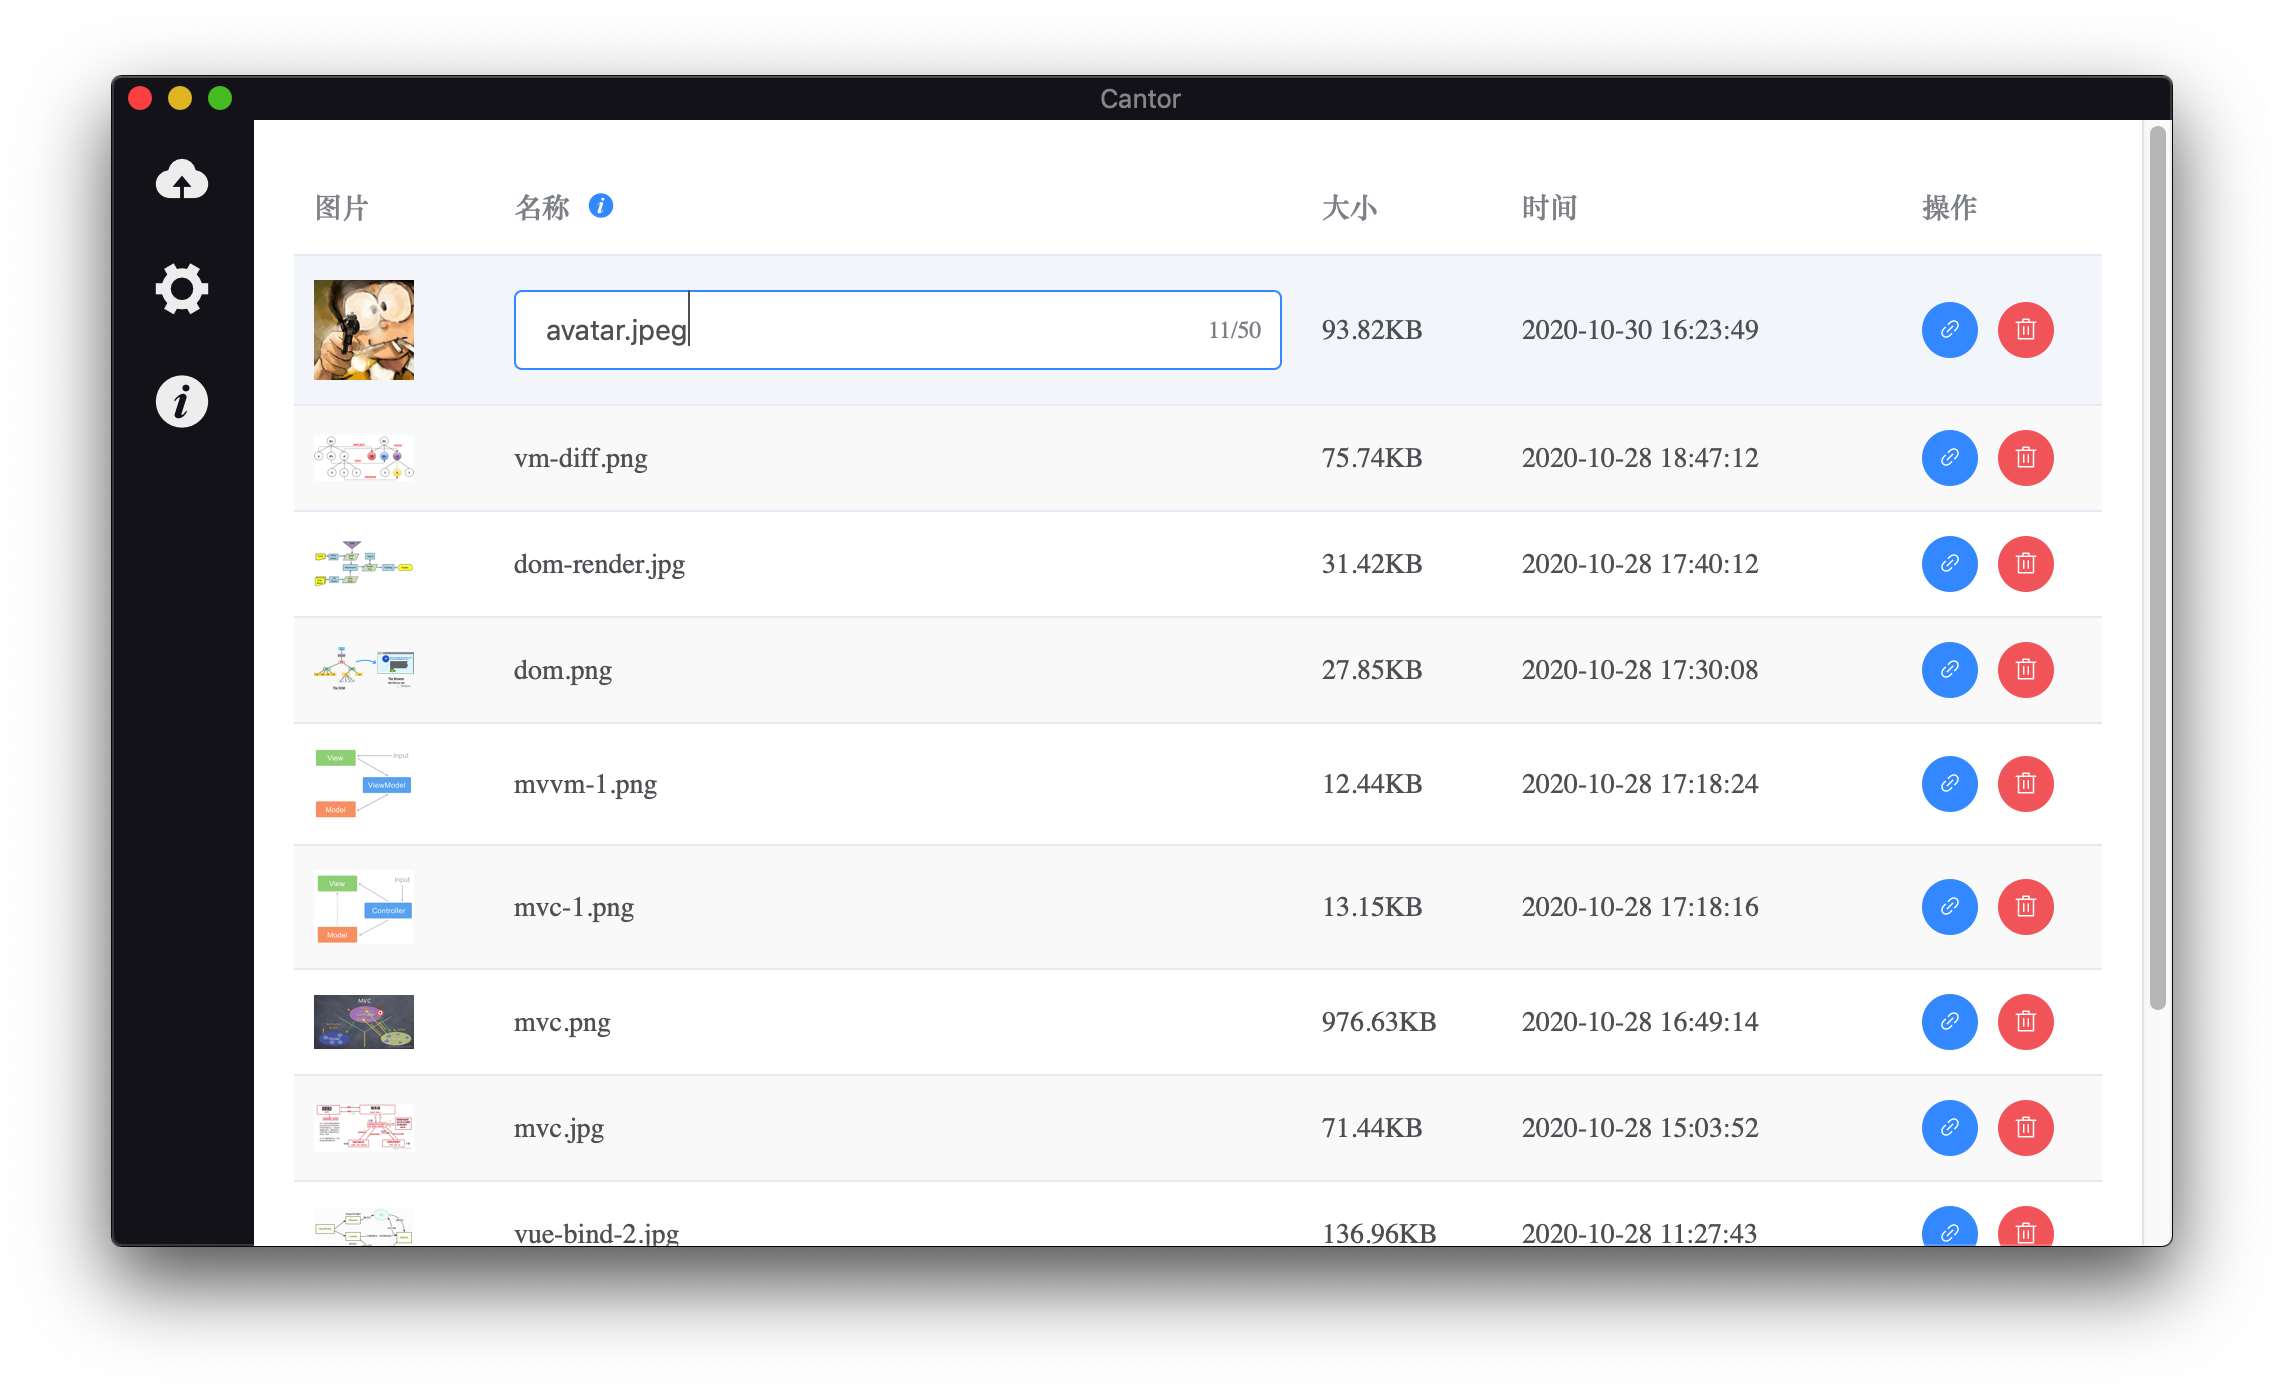 Cantor
图片 名称 大小 时间 操作
avatar.jpeg 11/50 93.82KB 2020-10-30 16:23:49
vm-diff.png 75.74KB 2020-10-28 18:47:12
dom-render.jpg 31.42KB 2020-10-28 17:40:12
dom.png 27.85KB 2020-10-28 17:30:08
View Input
ViewModel
Model
mvvm-1.png 12.44KB 2020-10-28 17:18:24
View Input
Controller
Model
mvc-1.png 13.15KB 2020-10-28 17:18:16
MVC
mvc.png 976.63KB 2020-10-28 16:49:14
mvc.jpg 71.44KB 2020-10-28 15:03:52
vue-bind-2.jpg 136.96KB 2020-10-28 11:27:43